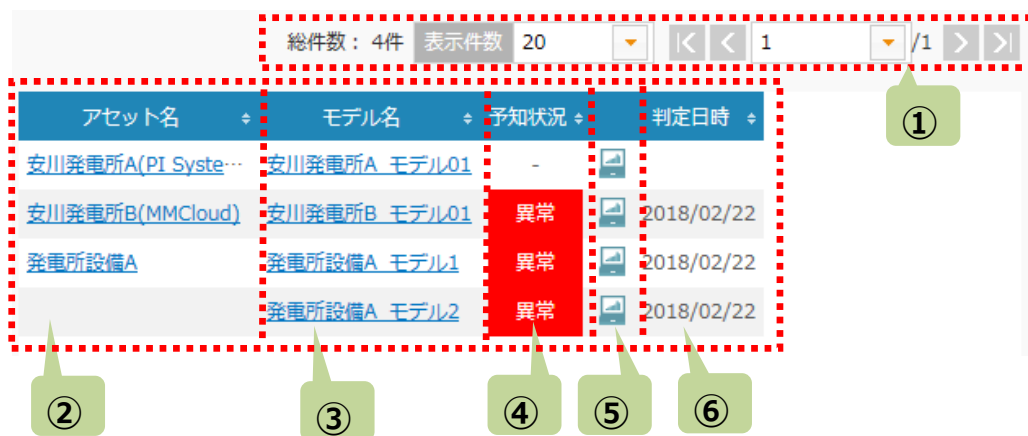 総件数： 4件 表示件数 20 1 /1
①
アセット名 モデル名 予知状況 判定日時
安川発電所A(PI Syste… 安川発電所A_モデル01 -
安川発電所B(MMCloud) 安川発電所B_モデル01 異常 2018/02/22
発電所設備A 発電所設備A_モデル1 異常 2018/02/22
発電所設備A_モデル2 異常 2018/02/22
② ③ ④ ⑤ ⑥